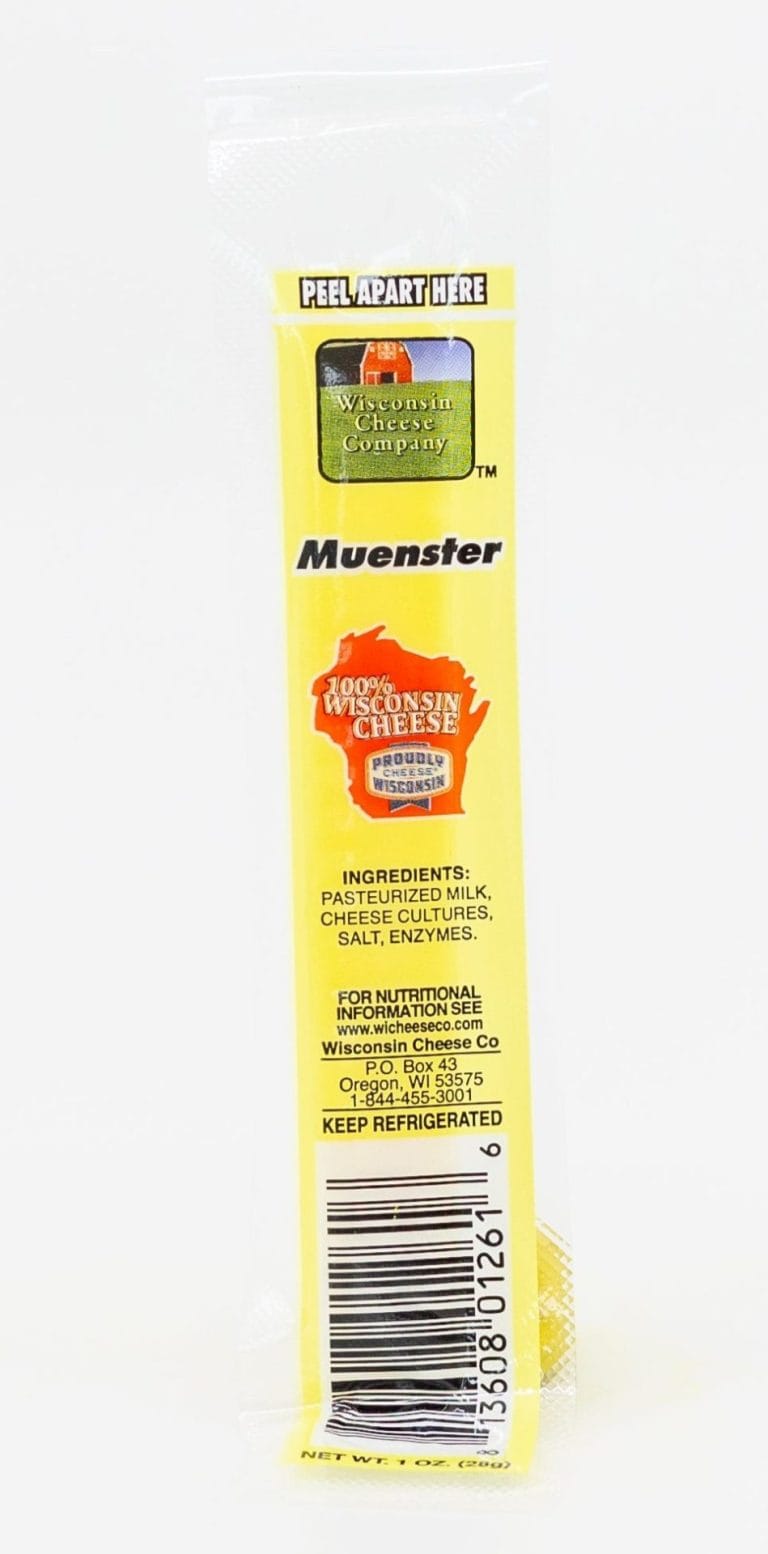 PEEL APART HERE
Wisconsin
Cheese
Company
TM
Muenster
100%
WISCONSIN
CHEESE
PROUDLY
WISCONSIN
CHEESE®
INGREDIENTS:
PASTEURIZED MILK,
CHEESE CULTURES,
SALT, ENZYMES.
FOR NUTRITIONAL
INFORMATION SEE
www.wicheeseco.com
Wisconsin Cheese Co
P.O. Box 43
Oregon, WI 53575
1-844-455-3001
KEEP REFRIGERATED
8 13608 01261 6
NET WT. 1 OZ. (28g)